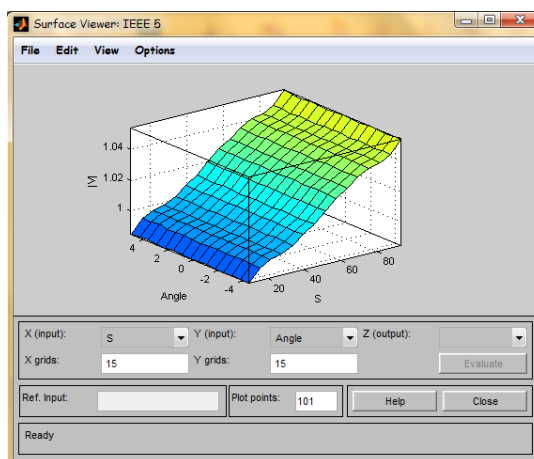 Surface Viewer: IEEE 5
File Edit View Options
1.04
1.02
1
|M
4 2 0 -2 -4
20 40 60 80
Angle
S
X (input): S Y (input): Angle Z (output):
X grids: 15 Y grids: 15 Evaluate
Ref. Input: Plot points: 101 Help Close
Ready